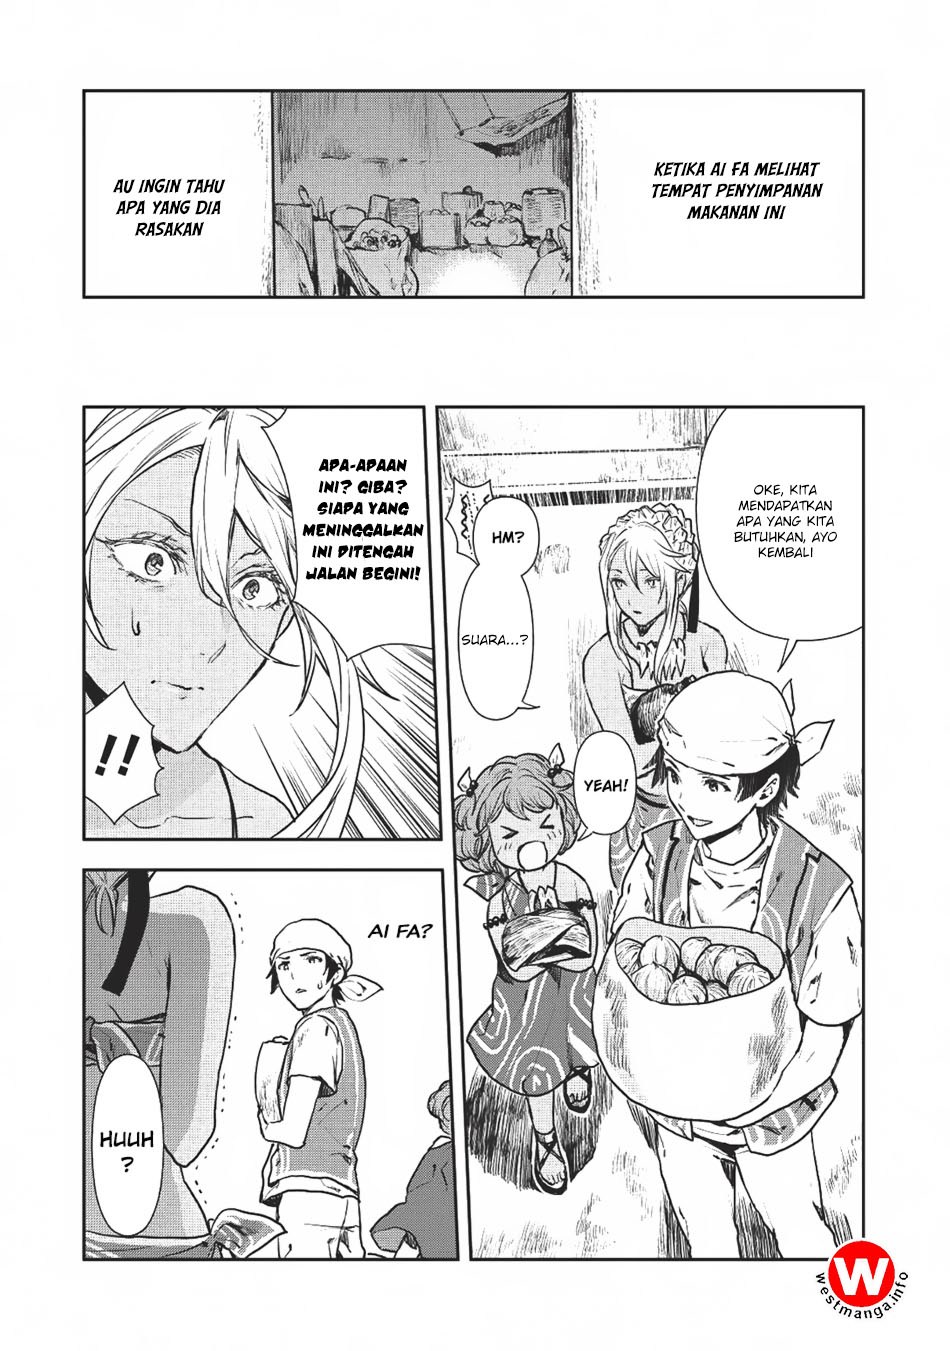 KETIKA AI FA MELIHAT
TEMPAT PENYIMPANAN
MAKANAN INI
AU INGIN TAHU
APA YANG DIA
RASAKAN
OKE, KITA
MENDAPATKAN
APA YANG KITA
BUTUHKAN, AYO
KEMBALI
HM?
SUARA...?
YEAH!
APA-APAAN
INI? GIBA?
SIAPA YANG
MENINGGALKAN
INI DITENGAH
JALAN BEGINI!
!!
AI FA?
HUUH
?
W
westmanga.info